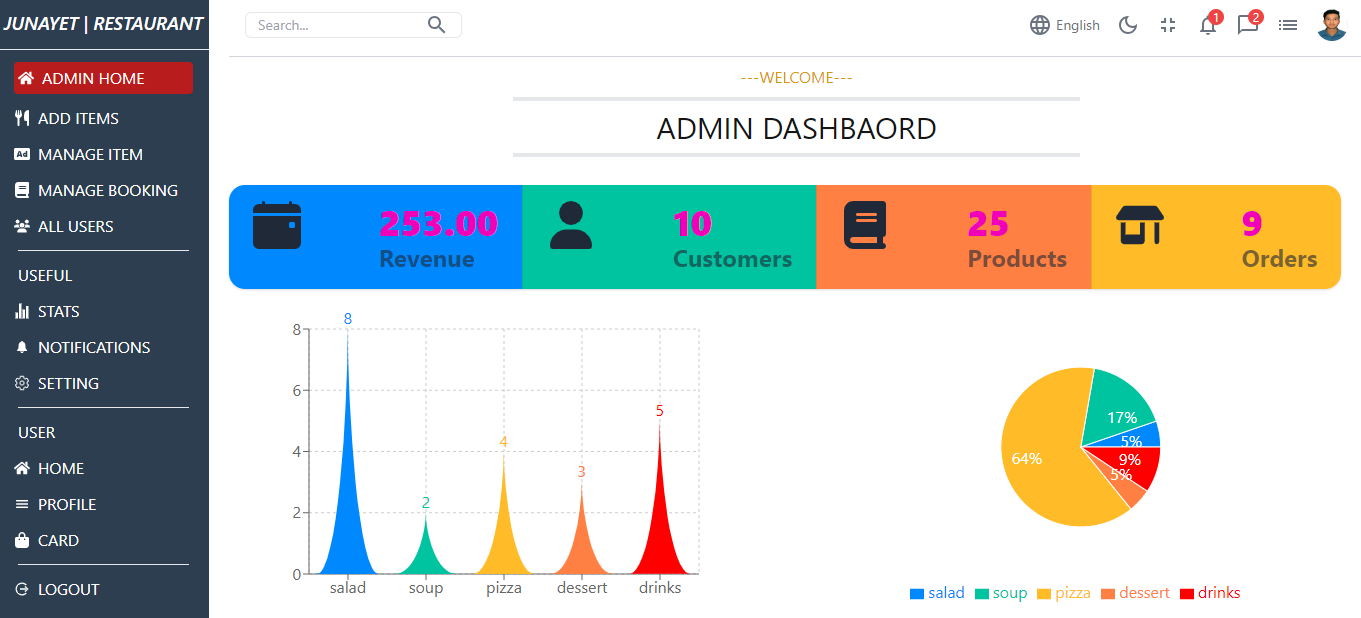 JUNAYET | RESTAURANT
ADMIN HOME
ADD ITEMS
Ad MANAGE ITEM
MANAGE BOOKING
ALL USERS
USEFUL
STATS
NOTIFICATIONS
SETTING
USER
HOME
PROFILE
CARD
LOGOUT
Search...
English
1
2
---WELCOME---
ADMIN DASHBAORD
253.00
Revenue
10
Customers
25
Products
9
Orders
8
6
4
2
0
8
2
4
3
5
salad soup pizza dessert drinks
17%
5%
64%
9%
5%
salad soup pizza dessert drinks